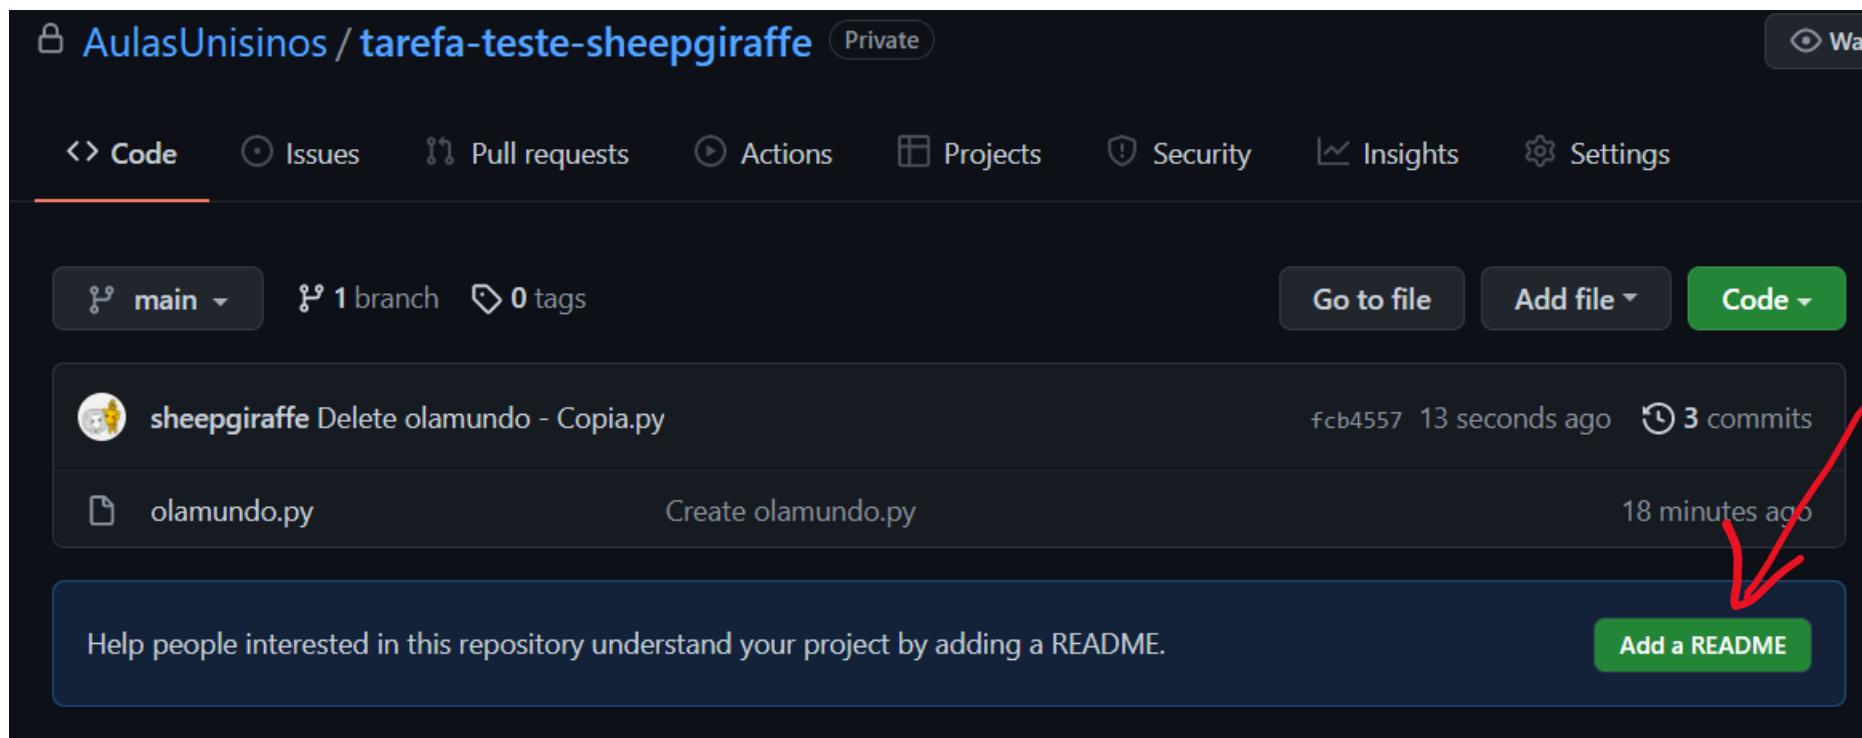 AulasUnisinos / tarefa-teste-sheepgiraffe Private
Code Issues Pull requests Actions Projects Security Insights Settings
main 1 branch 0 tags Go to file Add file Code
sheepgiraffe Delete olamundo - Copia.py fcb4557 13 seconds ago 3 commits
olamundo.py Create olamundo.py 18 minutes ago
Help people interested in this repository understand your project by adding a README. Add a README